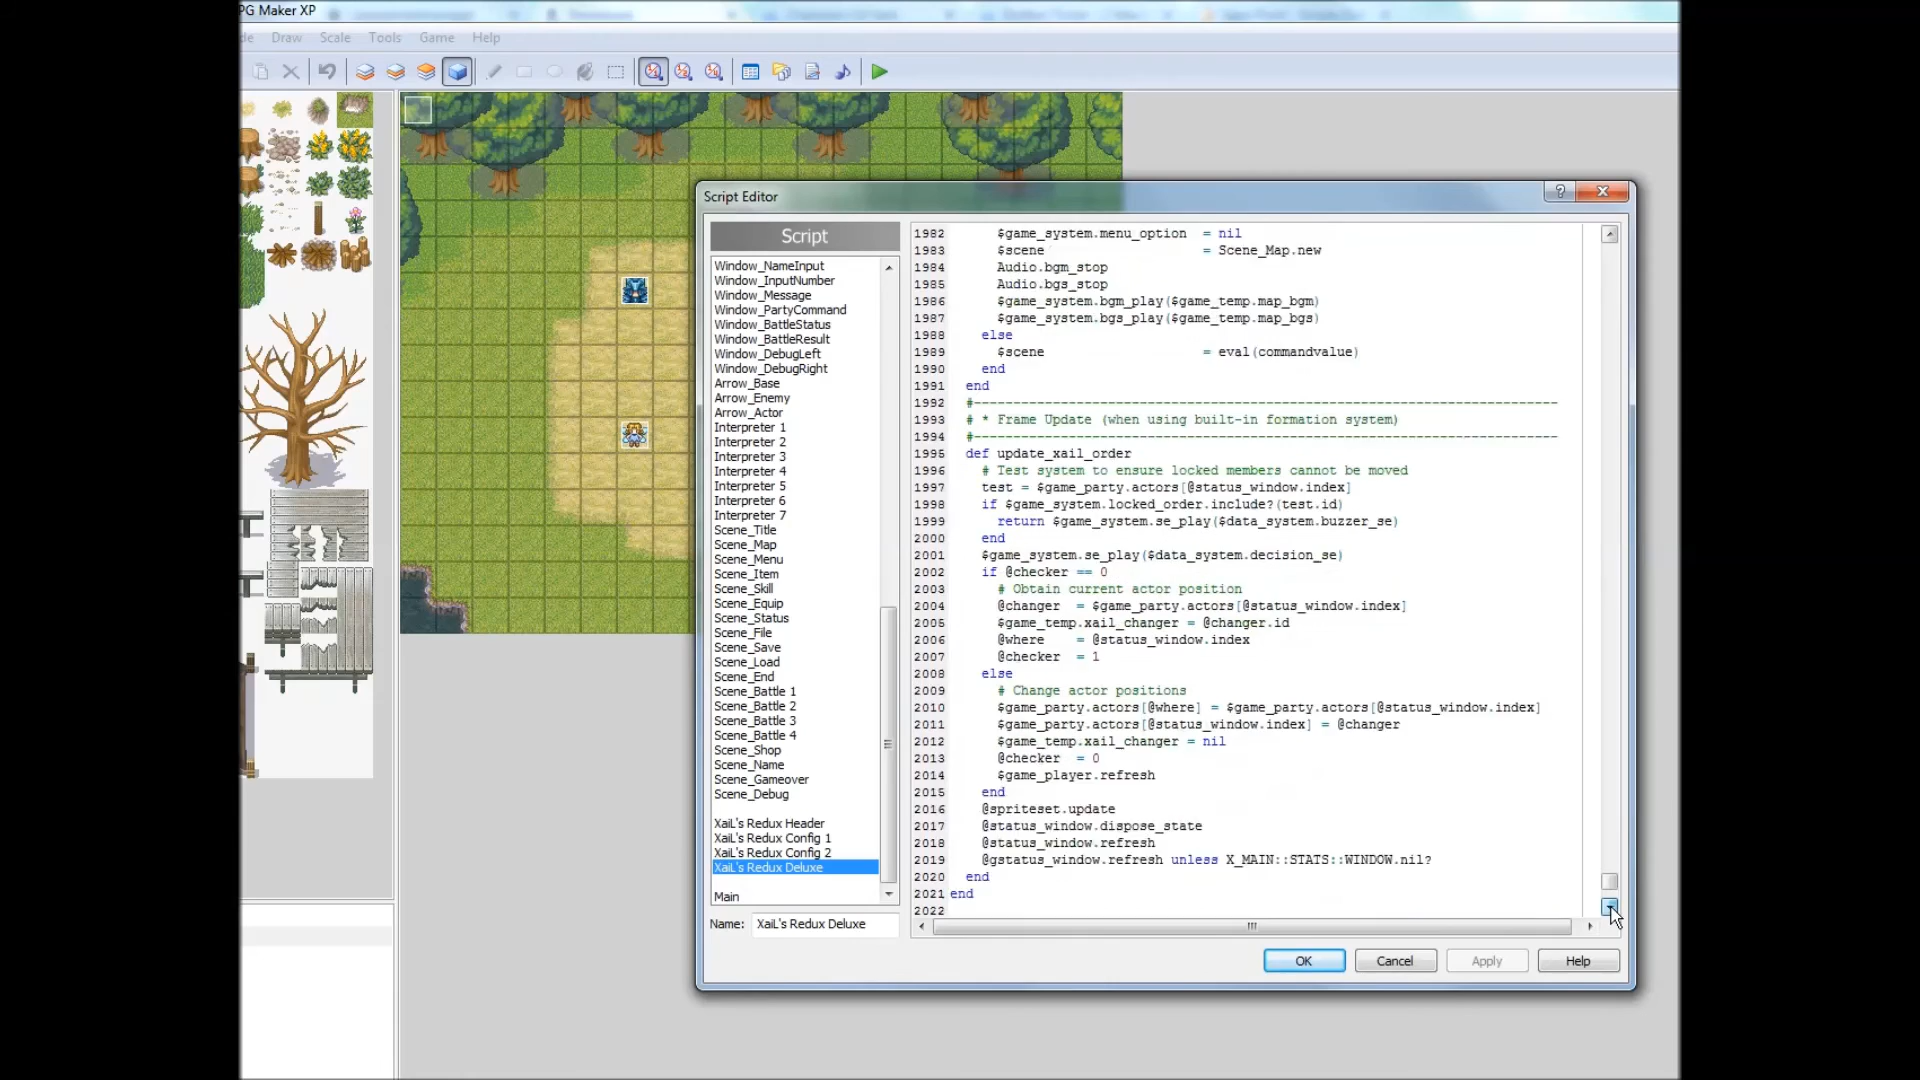 PG Maker XP
de Draw Scale Tools Game Help
Script Editor
Script
Window_NameInput
Window_InputNumber
Window_Message
Window_PartyCommand
Window_BattleStatus
Window_BattleResult
Window_DebugLeft
Window_DebugRight
Arrow_Base
Arrow_Enemy
Arrow_Actor
Interpreter 1
Interpreter 2
Interpreter 3
Interpreter 4
Interpreter 5
Interpreter 6
Interpreter 7
Scene_Title
Scene_Map
Scene_Menu
Scene_Item
Scene_Skill
Scene_Equip
Scene_Status
Scene_File
Scene_Save
Scene_Load
Scene_End
Scene_Battle 1
Scene_Battle 2
Scene_Battle 3
Scene_Battle 4
Scene_Shop
Scene_Name
Scene_Gameover
Scene_Debug
XaiL's Redux Header
XaiL's Redux Config 1
XaiL's Redux Config 2
XaiL's Redux Deluxe
Main
Name: XaiL's Redux Deluxe
1982 $game_system.menu_option = nil
1983 $scene = Scene_Map.new
1984 Audio.bgm_stop
1985 Audio.bgs_stop
1986 $game_system.bgm_play($game_temp.map_bgm)
1987 $game_system.bgs_play($game_temp.map_bgs)
1988 else
1989 $scene = eval(commandvalue)
1990 end
1991 end
1992 #--------------------------------------------------------------------------
1993 # * Frame Update (when using built-in formation system)
1994 #--------------------------------------------------------------------------
1995 def update_xail_order
1996 # Test system to ensure locked members cannot be moved
1997 test = $game_party.actors[@status_window.index]
1998 if $game_system.locked_order.include?(test.id)
1999 return $game_system.se_play($data_system.buzzer_se)
2000 end
2001 $game_system.se_play($data_system.decision_se)
2002 if @checker == 0
2003 # Obtain current actor position
2004 @changer = $game_party.actors[@status_window.index]
2005 $game_temp.xail_changer = @changer.id
2006 @where = @status_window.index
2007 @checker = 1
2008 else
2009 # Change actor positions
2010 $game_party.actors[@where] = $game_party.actors[@status_window.index]
2011 $game_party.actors[@status_window.index] = @changer
2012 $game_temp.xail_changer = nil
2013 @checker = 0
2014 $game_player.refresh
2015 end
2016 @spriteset.update
2017 @status_window.dispose_state
2018 @status_window.refresh
2019 @gstatus_window.refresh unless X_MAIN::STATS::WINDOW.nil?
2020 end
2021 end
2022
OK Cancel Apply Help